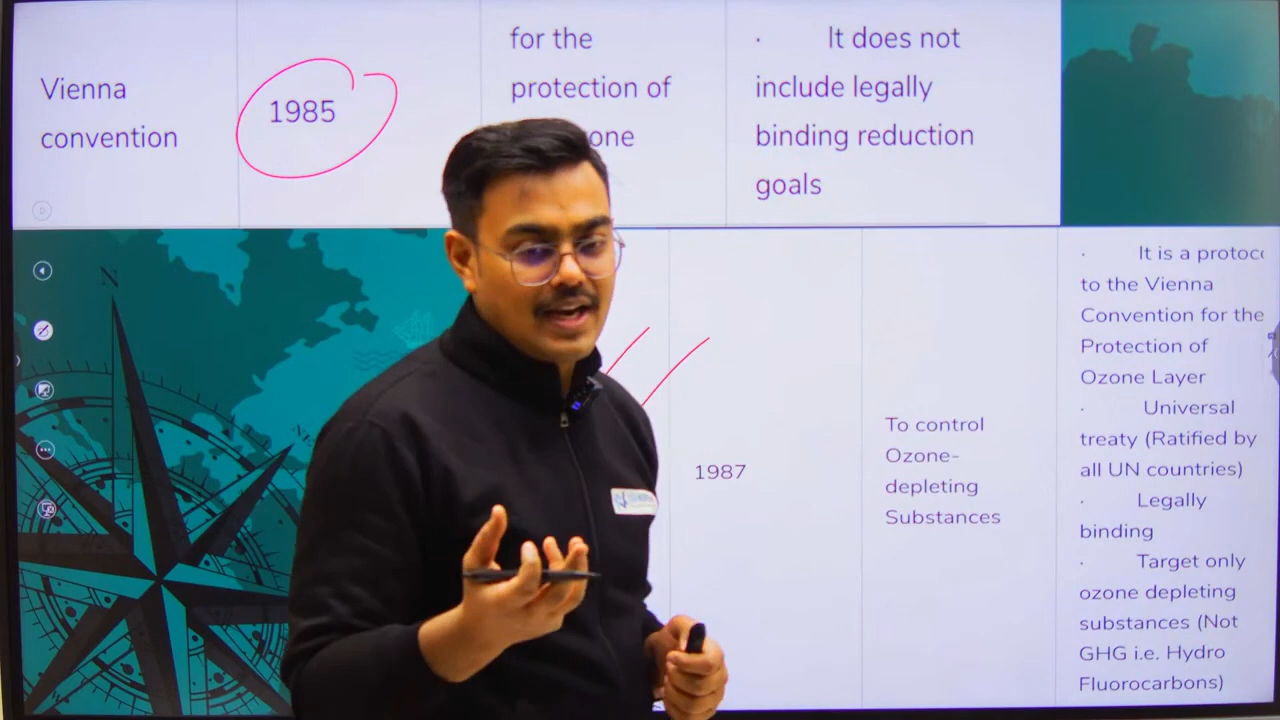 Vienna
convention
1985
for the
protection of
one
· It does not
include legally
binding reduction
goals
N
NE
1987
To control
Ozone-
depleting
Substances
· It is a protoc
to the Vienna
Convention for the
Protection of
Ozone Layer
· Universal
treaty (Ratified by
all UN countries)
· Legally
binding
· Target only
ozone depleting
substances (Not
GHG i.e. Hydro
Fluorocarbons)